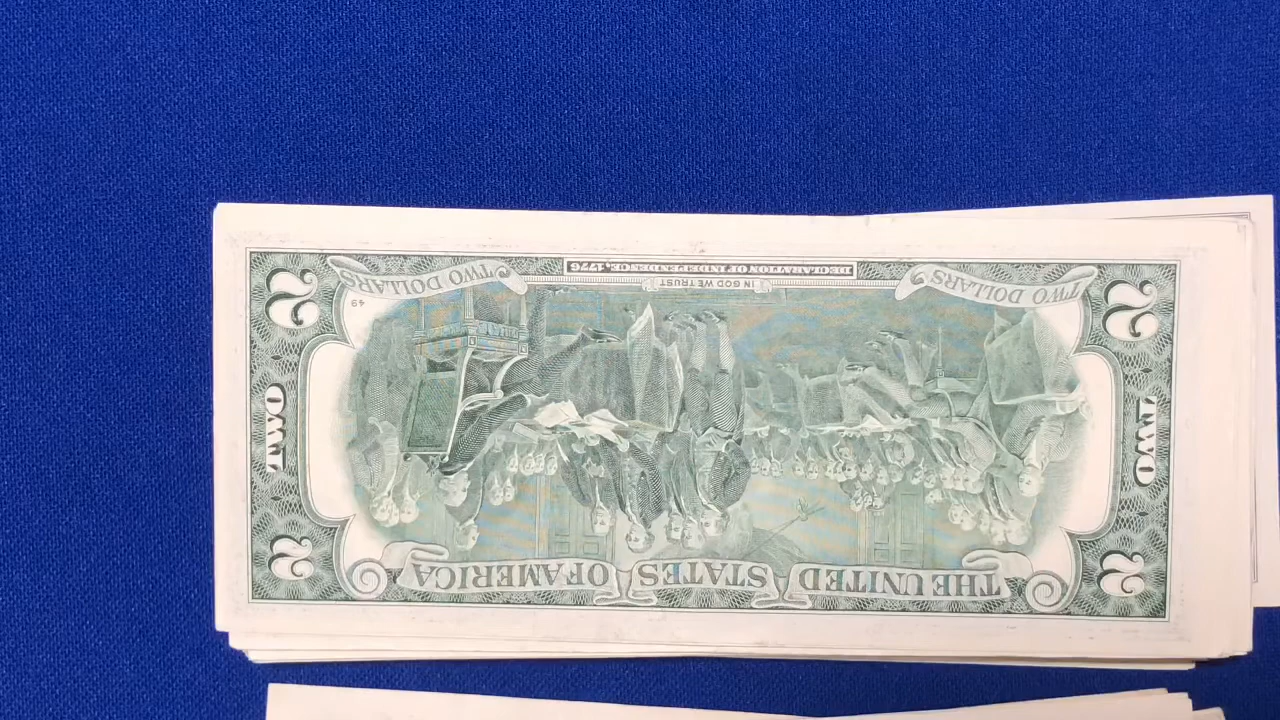 THE UNITED STATES OF AMERICA
2 2
TWO TWO
49
TWO DOLLARS TWO DOLLARS
2 2
IN GOD WE TRUST
DECLARATION OF INDEPENDENCE, 1776